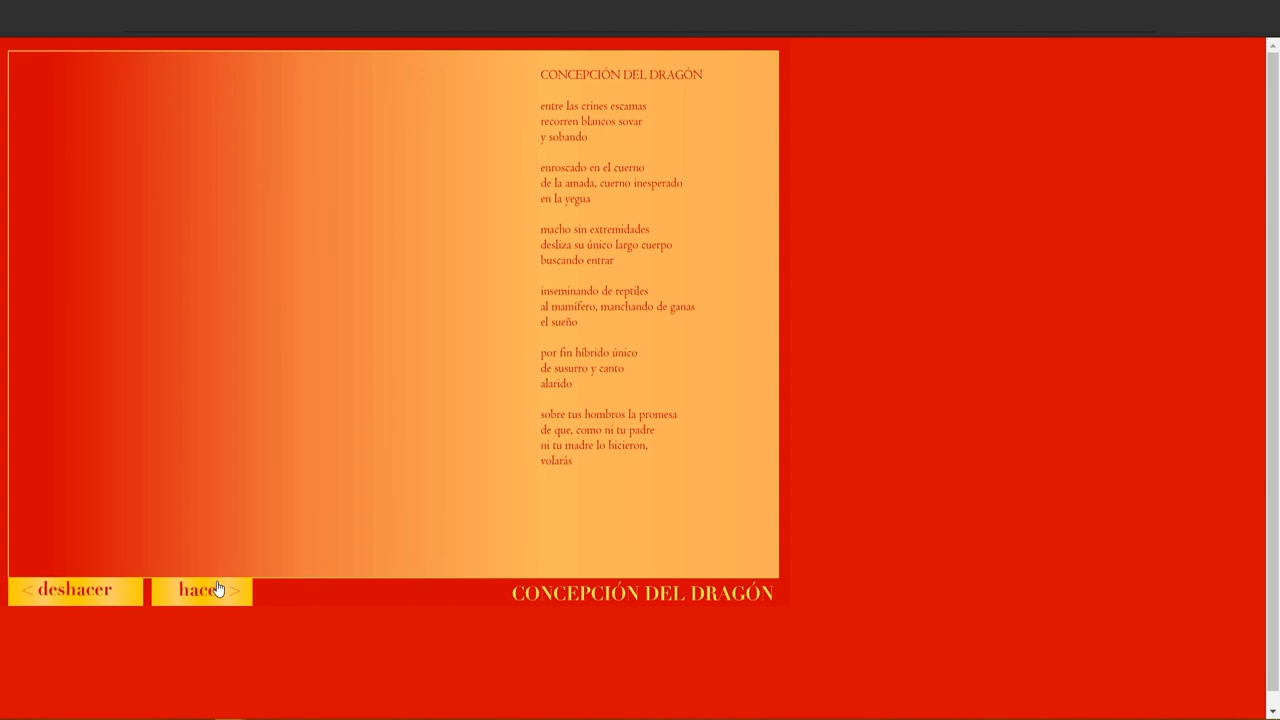 CONCEPCIÓN DEL DRAGÓN
entre las crines escamas
recorren blancos sovar
y sobando
enroscado en el cuerno
de la amada, cuerno inesperado
en la yegua
macho sin extremidades
desliza su único largo cuerpo
buscando entrar
inseminando de reptiles
al mamífero, manchando de ganas
el sueño
por fin híbrido único
de susurro y canto
alarido
sobre tus hombros la promesa
de que, como ni tu padre
ni tu madre lo hicieron,
volarás
< deshacer
hacer >
CONCEPCIÓN DEL DRAGÓN